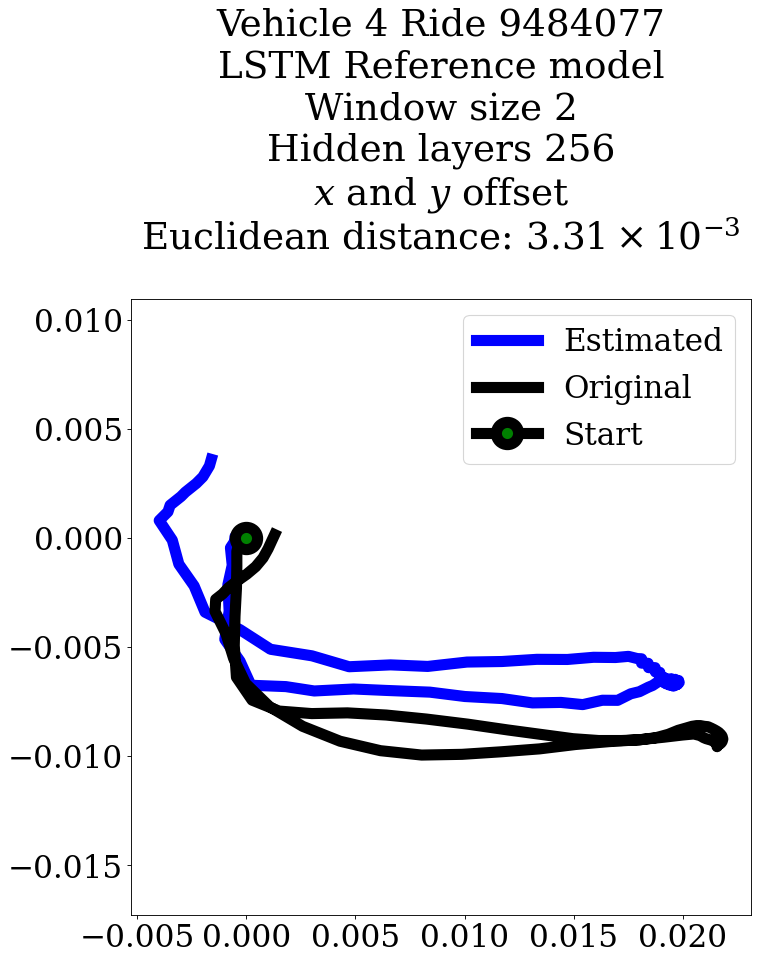 Vehicle 4 Ride 9484077
LSTM Reference model
Window size 2
Hidden layers 256
x and y offset
Euclidean distance: 3.31 × 10⁻³
Estimated
Original
Start
0.010
0.005
0.000
−0.005
−0.010
−0.015
−0.005 0.000 0.005 0.010 0.015 0.020